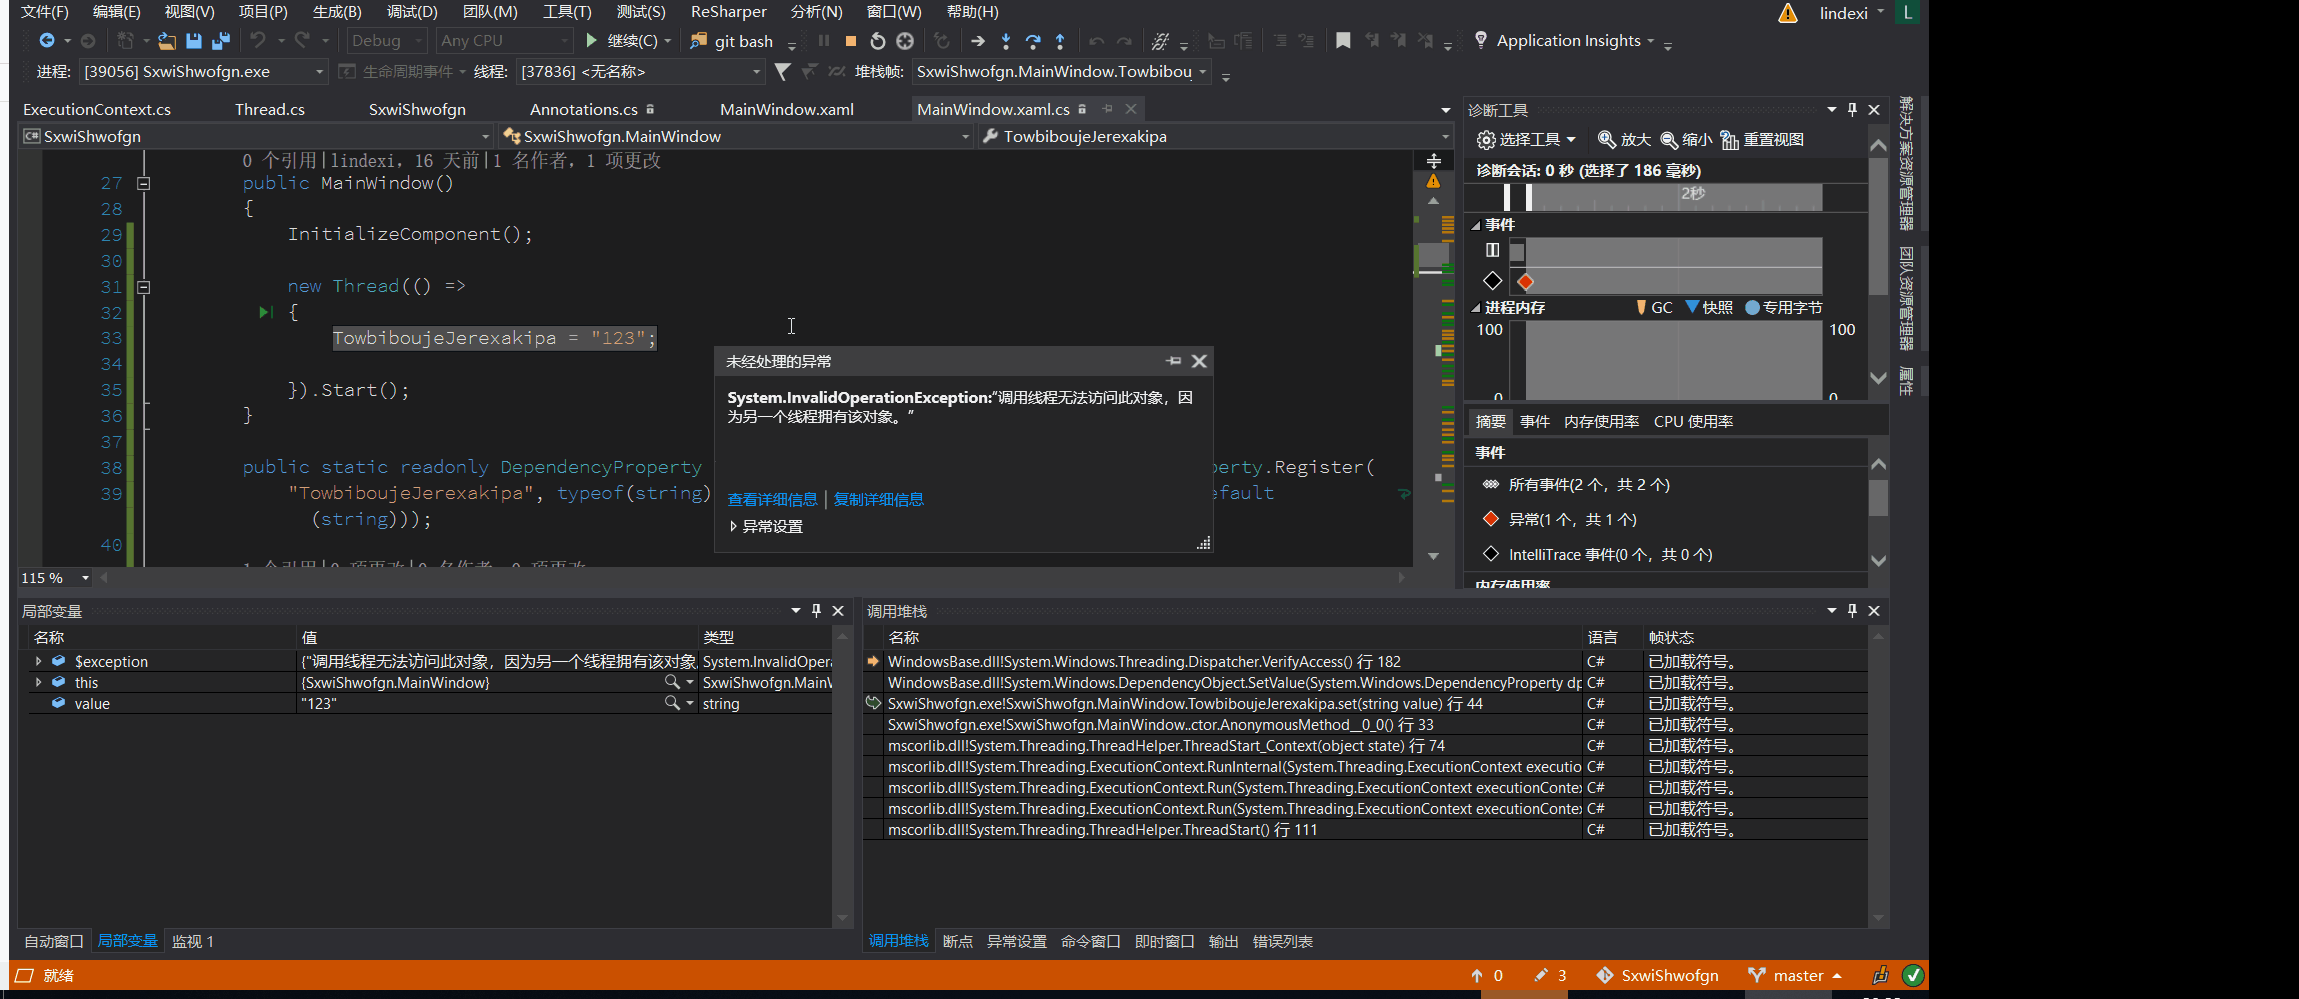 文件(F) 编辑(E) 视图(V) 项目(P) 生成(B) 调试(D) 团队(M) 工具(T) 测试(S) ReSharper 分析(N) 窗口(W) 帮助(H) lindexi L
Debug Any CPU 继续(C) git bash Application Insights
进程: [39056] SxwiShwofgn.exe 生命周期事件 线程: [37836] <无名称> 堆栈帧: SxwiShwofgn.MainWindow.Towbibou
ExecutionContext.cs Thread.cs SxwiShwofgn Annotations.cs MainWindow.xaml MainWindow.xaml.cs
C# SxwiShwofgn SxwiShwofgn.MainWindow TowbiboujeJerexakipa
0 个引用|lindexi，16 天前|1 名作者，1 项更改
27 public MainWindow()
28 {
29 InitializeComponent();
30
31 new Thread(() =>
32 {
33 TowbiboujeJerexakipa = "123";
34
35 }).Start();
36 }
37
38 public static readonly DependencyProperty erty.Register(
39 "TowbiboujeJerexakipa", typeof(string) efault
(string)));
40
未经处理的异常
System.InvalidOperationException:“调用线程无法访问此对象，因
为另一个线程拥有该对象。”
查看详细信息 | 复制详细信息
异常设置
115 %
诊断工具
选择工具 放大 缩小 重置视图
诊断会话: 0 秒 (选择了 186 毫秒)
2秒
事件
进程内存 GC 快照 专用字节
100 100
0 0
摘要 事件 内存使用率 CPU 使用率
事件
所有事件(2 个，共 2 个)
异常(1 个，共 1 个)
IntelliTrace 事件(0 个，共 0 个)
内存使用率
解决方案资源管理器
团队资源管理器
属性
局部变量
名称 值 类型
$exception {"调用线程无法访问此对象，因为另一个线程拥有该对象 System.InvalidOpera
this {SxwiShwofgn.MainWindow} SxwiShwofgn.MainW
value "123" string
自动窗口 局部变量 监视 1
调用堆栈
名称 语言 帧状态
WindowsBase.dll!System.Windows.Threading.Dispatcher.VerifyAccess() 行 182 C# 已加载符号。
WindowsBase.dll!System.Windows.DependencyObject.SetValue(System.Windows.DependencyProperty dp C# 已加载符号。
SxwiShwofgn.exe!SxwiShwofgn.MainWindow.TowbiboujeJerexakipa.set(string value) 行 44 C# 已加载符号。
SxwiShwofgn.exe!SxwiShwofgn.MainWindow..ctor.AnonymousMethod__0_0() 行 33 C# 已加载符号。
mscorlib.dll!System.Threading.ThreadHelper.ThreadStart_Context(object state) 行 74 C# 已加载符号。
mscorlib.dll!System.Threading.ExecutionContext.RunInternal(System.Threading.ExecutionContext executio C# 已加载符号。
mscorlib.dll!System.Threading.ExecutionContext.Run(System.Threading.ExecutionContext executionContex C# 已加载符号。
mscorlib.dll!System.Threading.ExecutionContext.Run(System.Threading.ExecutionContext executionContex C# 已加载符号。
mscorlib.dll!System.Threading.ThreadHelper.ThreadStart() 行 111 C# 已加载符号。
调用堆栈 断点 异常设置 命令窗口 即时窗口 输出 错误列表
就绪 0 3 SxwiShwofgn master